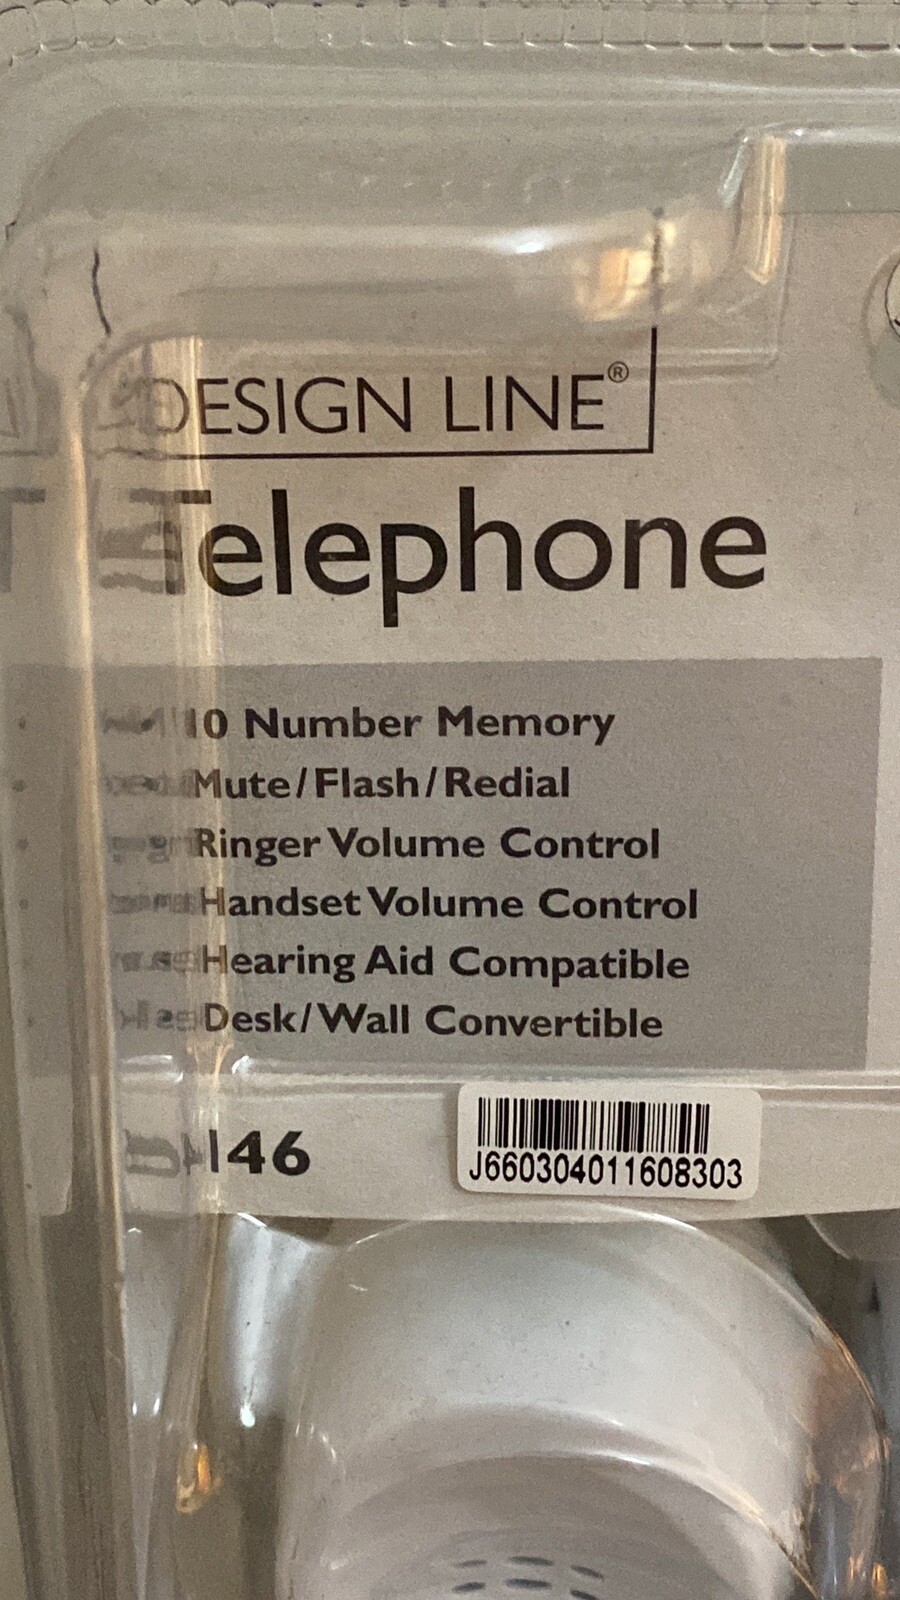 DESIGN LINE®
Telephone
10 Number Memory
Mute/Flash/Redial
Ringer Volume Control
Handset Volume Control
Hearing Aid Compatible
Desk/Wall Convertible
146
J660304011608303